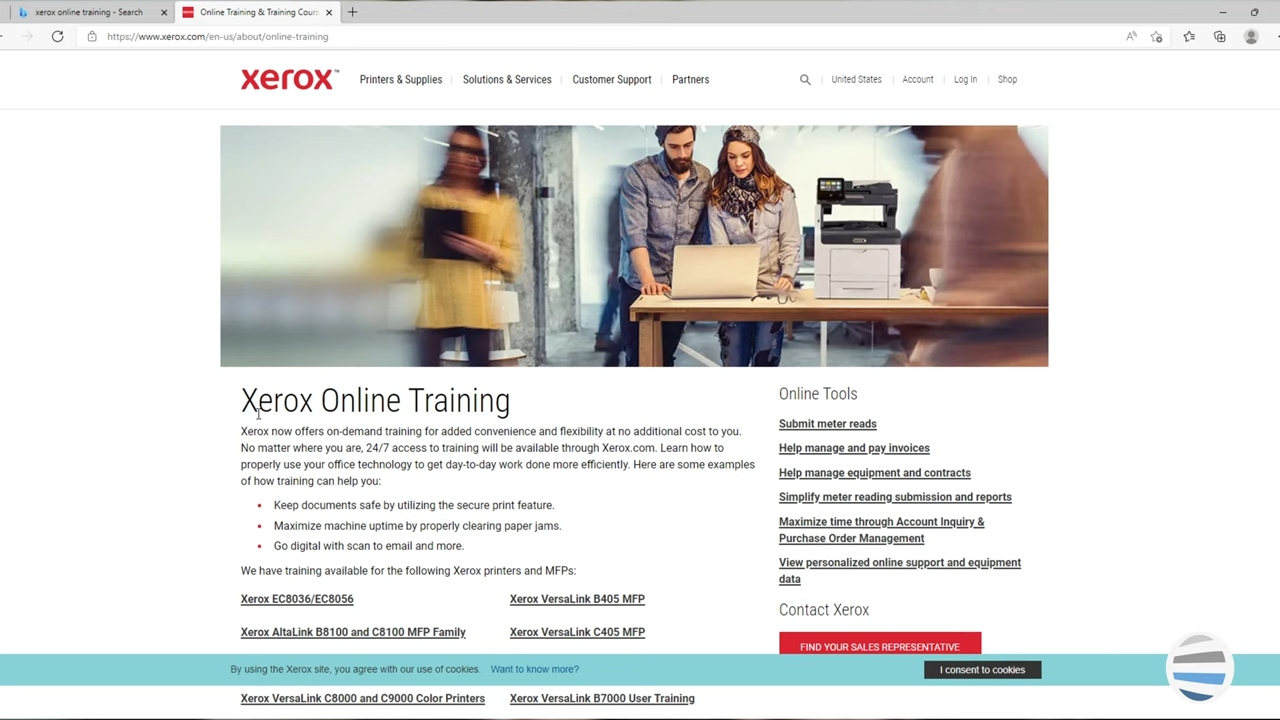 xerox online training - Search
Online Training & Training Cours
https://www.xerox.com/en-us/about/online-training
xerox™
Printers & Supplies
Solutions & Services
Customer Support
Partners
United States
Account
Log In
Shop
Xerox Online Training
Xerox now offers on-demand training for added convenience and flexibility at no additional cost to you.
No matter where you are, 24/7 access to training will be available through Xerox.com. Learn how to
properly use your office technology to get day-to-day work done more efficiently. Here are some examples
of how training can help you:
• Keep documents safe by utilizing the secure print feature.
• Maximize machine uptime by properly clearing paper jams.
• Go digital with scan to email and more.
We have training available for the following Xerox printers and MFPs:
Xerox EC8036/EC8056
Xerox VersaLink B405 MFP
Xerox AltaLink B8100 and C8100 MFP Family
Xerox VersaLink C405 MFP
Online Tools
Submit meter reads
Help manage and pay invoices
Help manage equipment and contracts
Simplify meter reading submission and reports
Maximize time through Account Inquiry &
Purchase Order Management
View personalized online support and equipment
data
Contact Xerox
FIND YOUR SALES REPRESENTATIVE
By using the Xerox site, you agree with our use of cookies. Want to know more?
I consent to cookies
Xerox VersaLink C8000 and C9000 Color Printers
Xerox VersaLink B7000 User Training